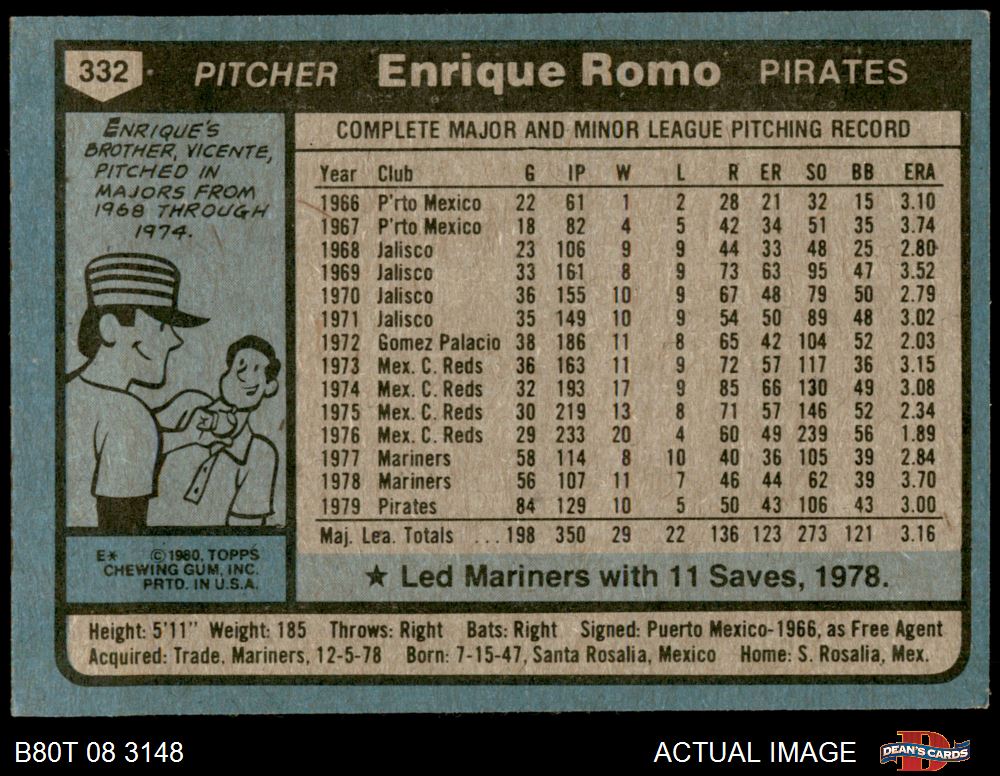 332 PITCHER Enrique Romo PIRATES
ENRIQUE'S
BROTHER, VICENTE,
PITCHED IN
MAJORS FROM
1968 THROUGH
1974.
E* © 1980, TOPPS
CHEWING GUM, INC.
PRTD. IN U.S.A.
COMPLETE MAJOR AND MINOR LEAGUE PITCHING RECORD
Year Club G IP W L R ER SO BB ERA
1966 P'rto Mexico 22 61 1 2 28 21 32 15 3.10
1967 P'rto Mexico 18 82 4 5 42 34 51 35 3.74
1968 Jalisco 23 106 9 9 44 33 48 25 2.80
1969 Jalisco 33 161 8 9 73 63 95 47 3.52
1970 Jalisco 36 155 10 9 67 48 79 50 2.79
1971 Jalisco 35 149 10 9 54 50 89 48 3.02
1972 Gomez Palacio 38 186 11 8 65 42 104 52 2.03
1973 Mex. C. Reds 36 163 11 9 72 57 117 36 3.15
1974 Mex. C. Reds 32 193 17 9 85 66 130 49 3.08
1975 Mex. C. Reds 30 219 13 8 71 57 146 52 2.34
1976 Mex. C. Reds 29 233 20 4 60 49 239 56 1.89
1977 Mariners 58 114 8 10 40 36 105 39 2.84
1978 Mariners 56 107 11 7 46 44 62 39 3.70
1979 Pirates 84 129 10 5 50 43 106 43 3.00
Maj. Lea. Totals ... 198 350 29 22 136 123 273 121 3.16
★ Led Mariners with 11 Saves, 1978.
Height: 5'11" Weight: 185 Throws: Right Bats: Right Signed: Puerto Mexico-1966, as Free Agent
Acquired: Trade, Mariners, 12-5-78 Born: 7-15-47, Santa Rosalia, Mexico Home: S. Rosalia, Mex.
B80T 08 3148 ACTUAL IMAGE DEAN'S CARDS